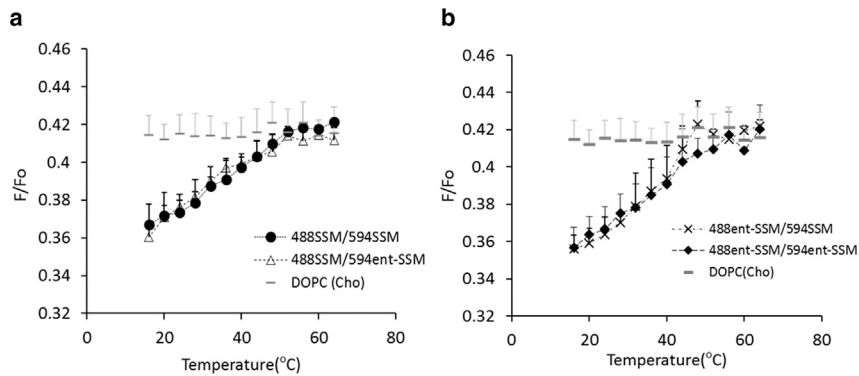 a
0.46
0.44
0.42
0.4
0.38
0.36
0.34
0.32
F/Fo
0
20
40
60
80
Temperature(°C)
488SSM/594SSM
488SSM/594ent-SSM
DOPC (Cho)
b
0.46
0.44
0.42
0.4
0.38
0.36
0.34
0.32
F/Fo
0
20
40
60
80
Temperature(°C)
488ent-SSM/594SSM
488ent-SSM/594ent-SSM
DOPC(Cho)